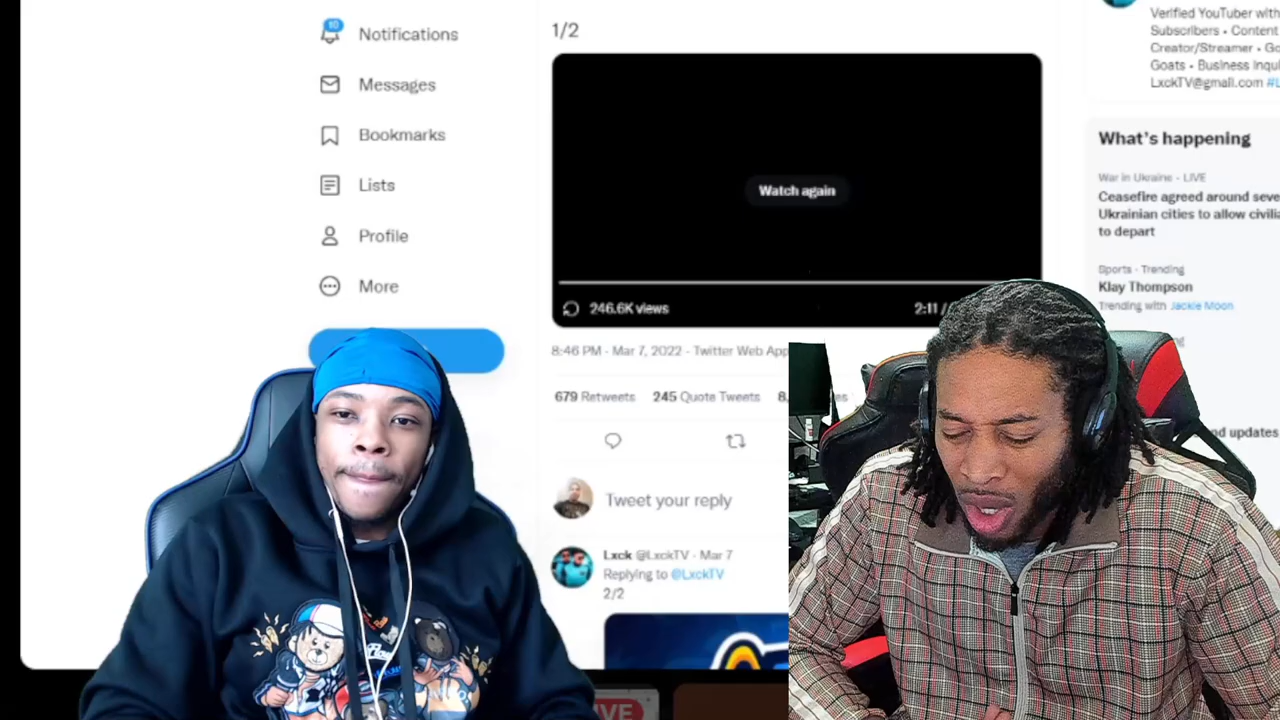 10
Notifications
Messages
Bookmarks
Lists
Profile
More
1/2
Watch again
246.6K views
2:11 /
8:46 PM · Mar 7, 2022 · Twitter Web App
679 Retweets 245 Quote Tweets 8,
Tweet your reply
Lxck @LxckTV · Mar 7
Replying to @LxckTV
2/2
Verified YouTuber with
Subscribers • Content
Creator/Streamer •
Goats • Business
LxckTV@gmail.com
What's happening
War in Ukraine · LIVE
Ceasefire agreed around
Ukrainian cities to allow
to depart
Sports · Trending
Klay Thompson
Trending with Jackie Moon
updates